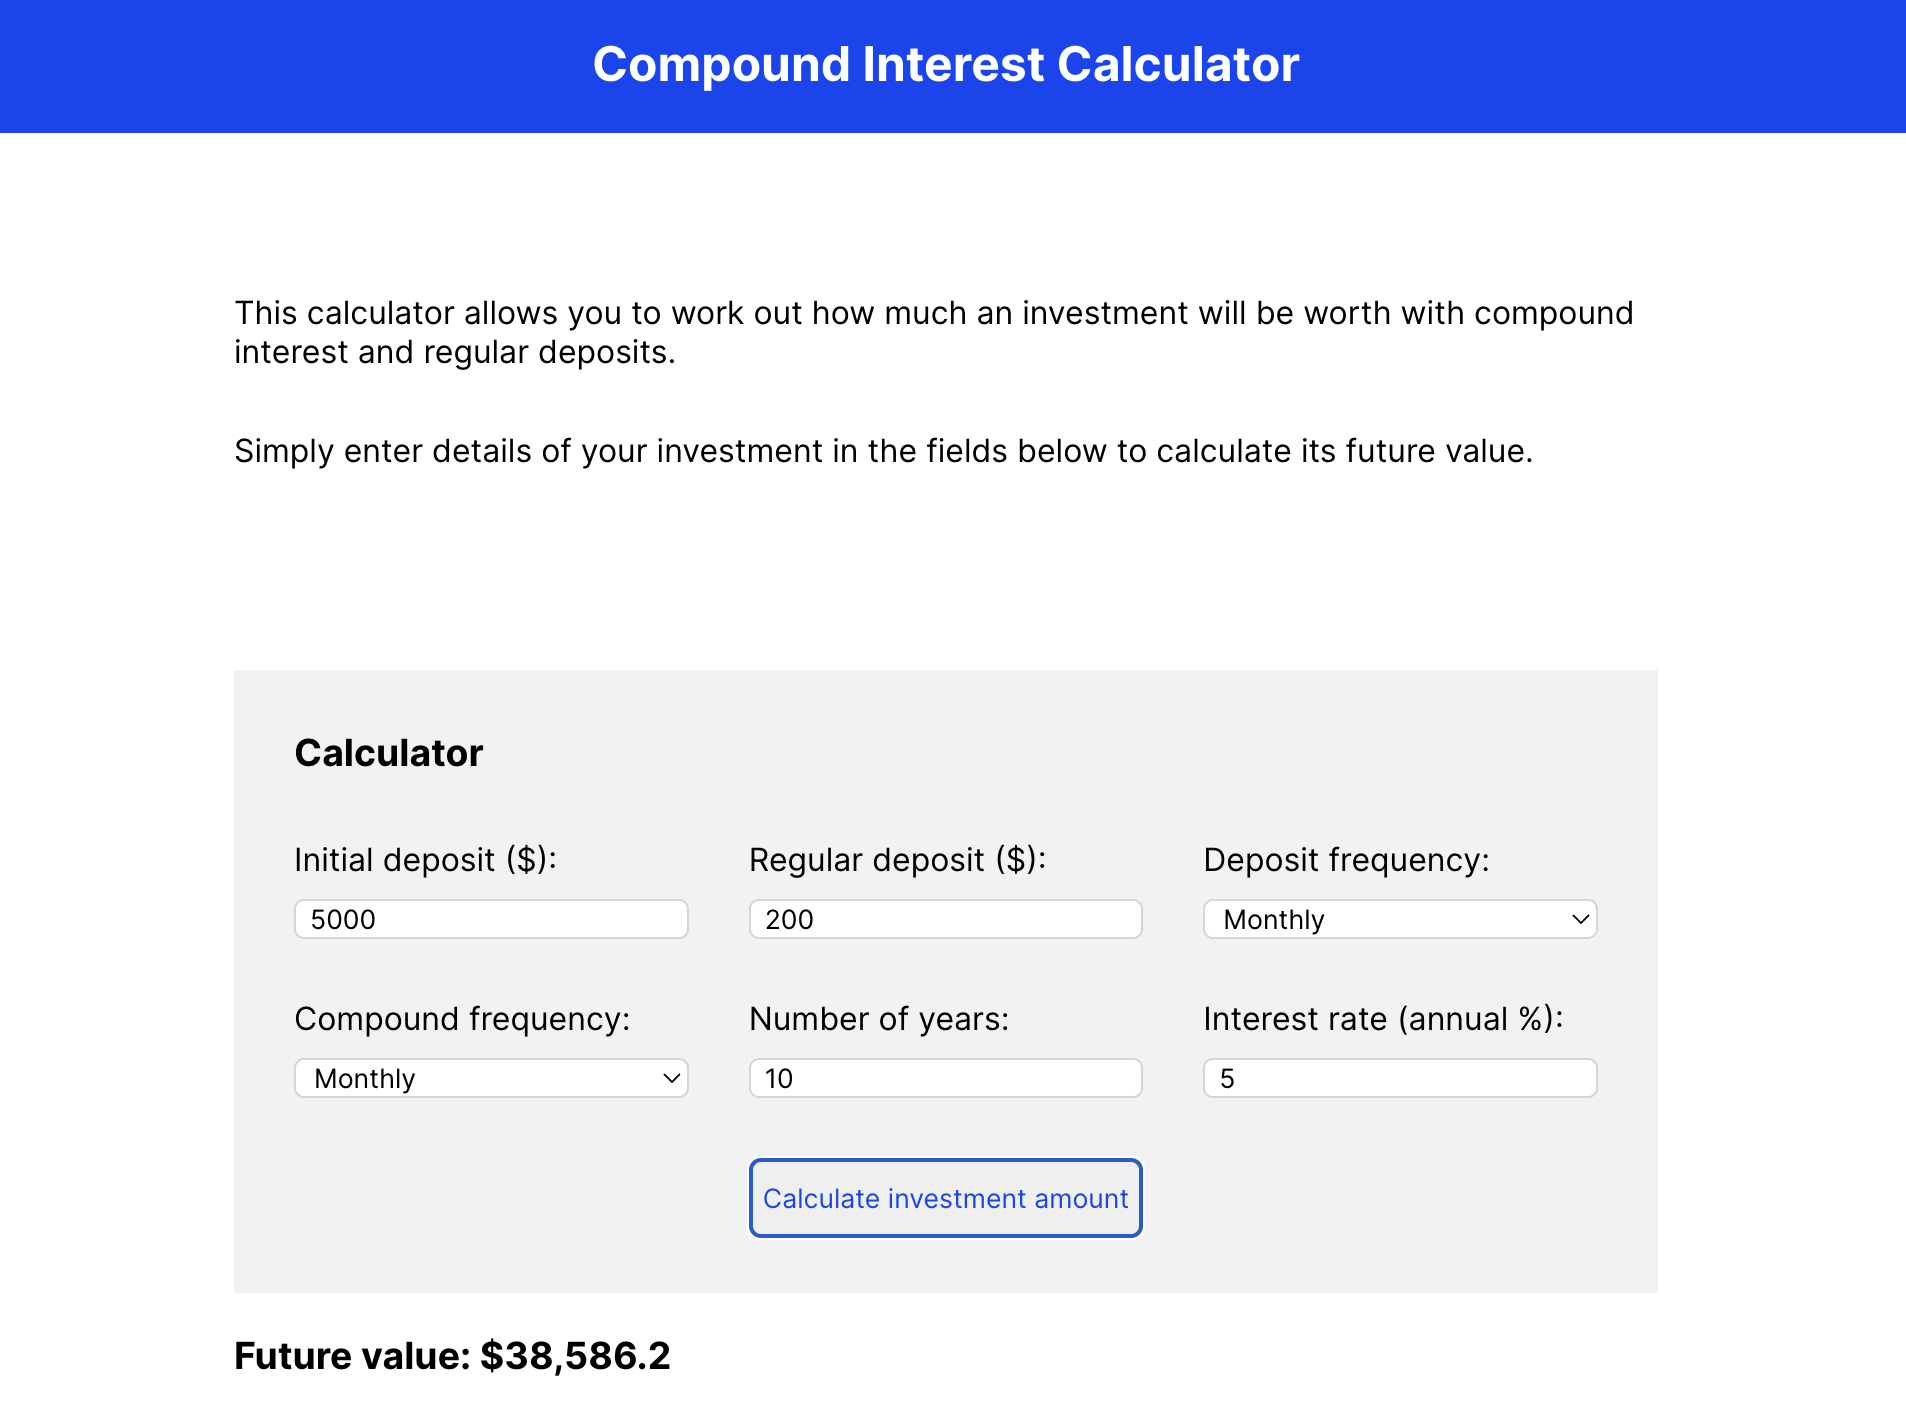 Compound Interest Calculator
This calculator allows you to work out how much an investment will be worth with compound
interest and regular deposits.
Simply enter details of your investment in the fields below to calculate its future value.
Calculator
Initial deposit ($):
Regular deposit ($):
Deposit frequency:
5000
200
Monthly
Compound frequency:
Number of years:
Interest rate (annual %):
Monthly
10
5
Calculate investment amount
Future value: $38,586.2